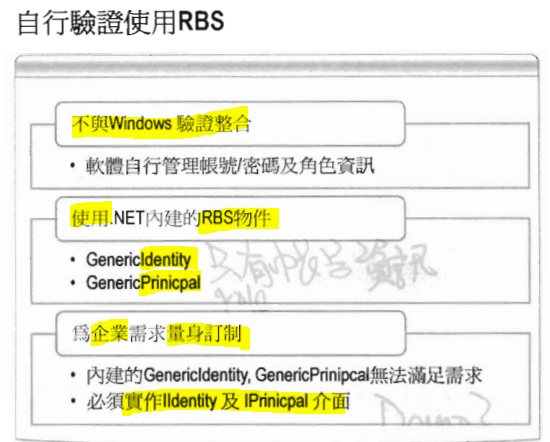 自行驗證使用RBS
不與Windows 驗證整合
• 軟體自行管理帳號/密碼及角色資訊
使用.NET內建的RBS物件
• GenericIdentity
• GenericPrinicpal
只有帳号資訊
爲企業需求量身訂制
• 內建的GenericIdentity, GenericPrinipcal無法滿足需求
• 必須實作IIdentity 及 IPrinicpal 介面